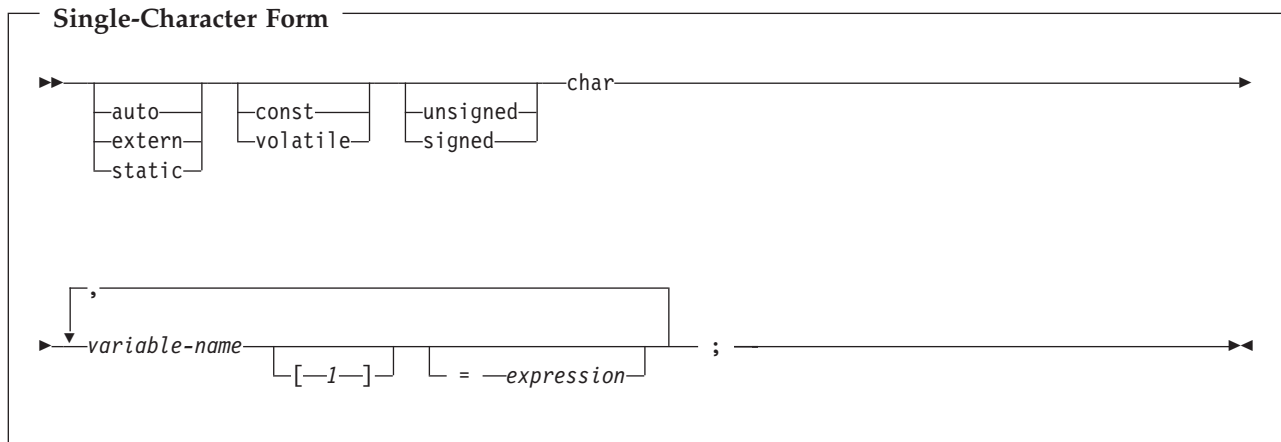 Single-Character Form
char
auto const unsigned
extern volatile signed
static
,
variable-name ;
[ 1 ] = expression